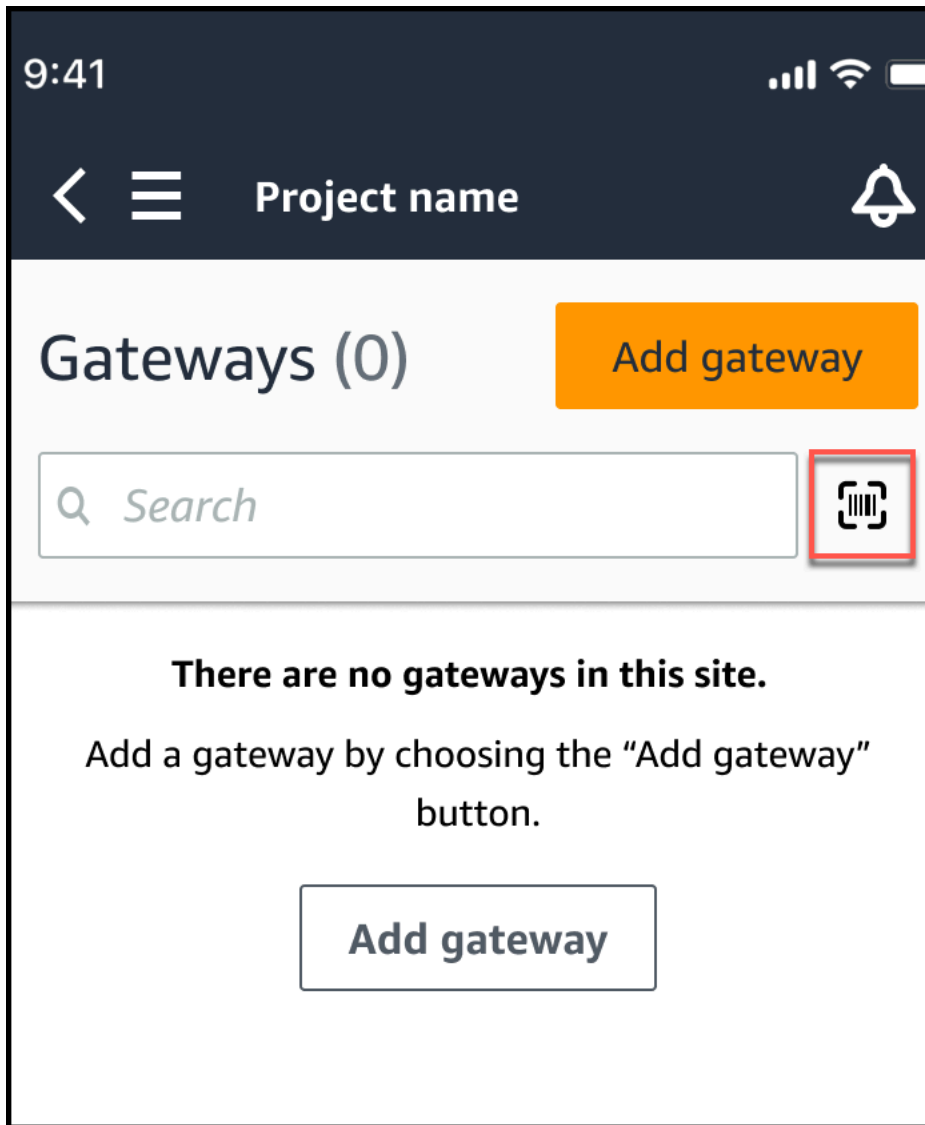 9:41
Project name
Gateways (0)
Add gateway
Search
There are no gateways in this site.
Add a gateway by choosing the “Add gateway”
button.
Add gateway